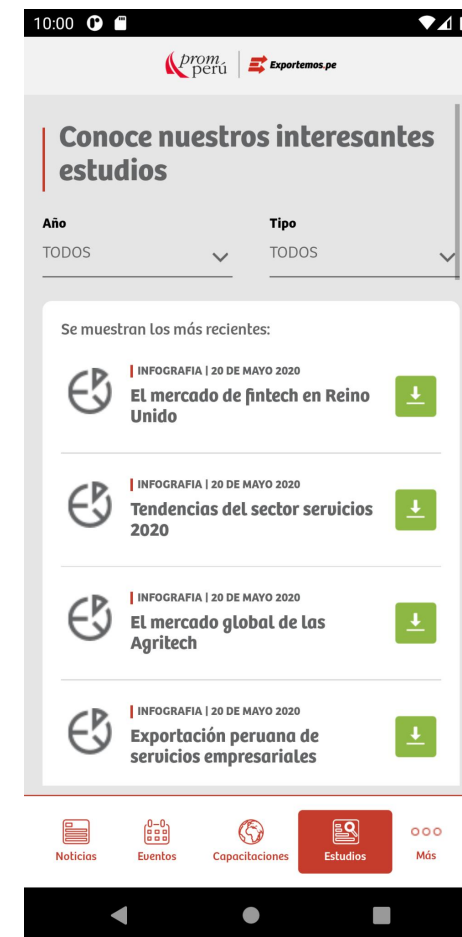 10:00
prom
perú
Exportemos.pe
Conoce nuestros interesantes
estudios
Año
Tipo
TODOS
TODOS
Se muestran los más recientes:
INFOGRAFIA | 20 DE MAYO 2020
El mercado de fintech en Reino
Unido
INFOGRAFIA | 20 DE MAYO 2020
Tendencias del sector servicios
2020
INFOGRAFIA | 20 DE MAYO 2020
El mercado global de las
Agritech
INFOGRAFIA | 20 DE MAYO 2020
Exportación peruana de
servicios empresariales
Noticias
Eventos
Capacitaciones
Estudios
Más